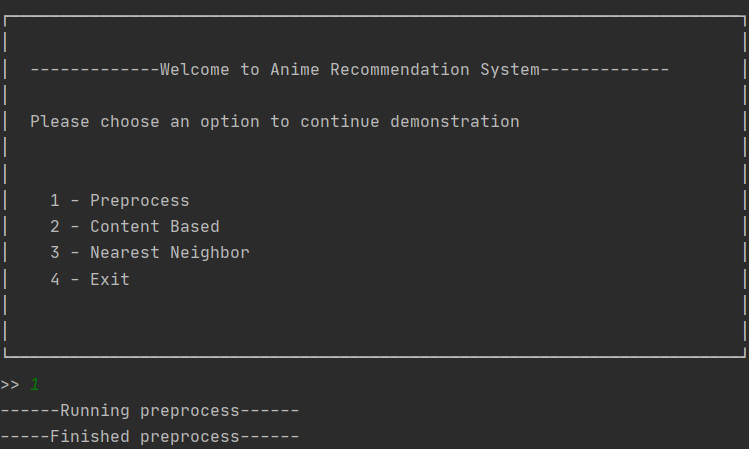 -------------Welcome to Anime Recommendation System-------------
Please choose an option to continue demonstration
1 - Preprocess
2 - Content Based
3 - Nearest Neighbor
4 - Exit
>> 1
------Running preprocess------
-----Finished preprocess------